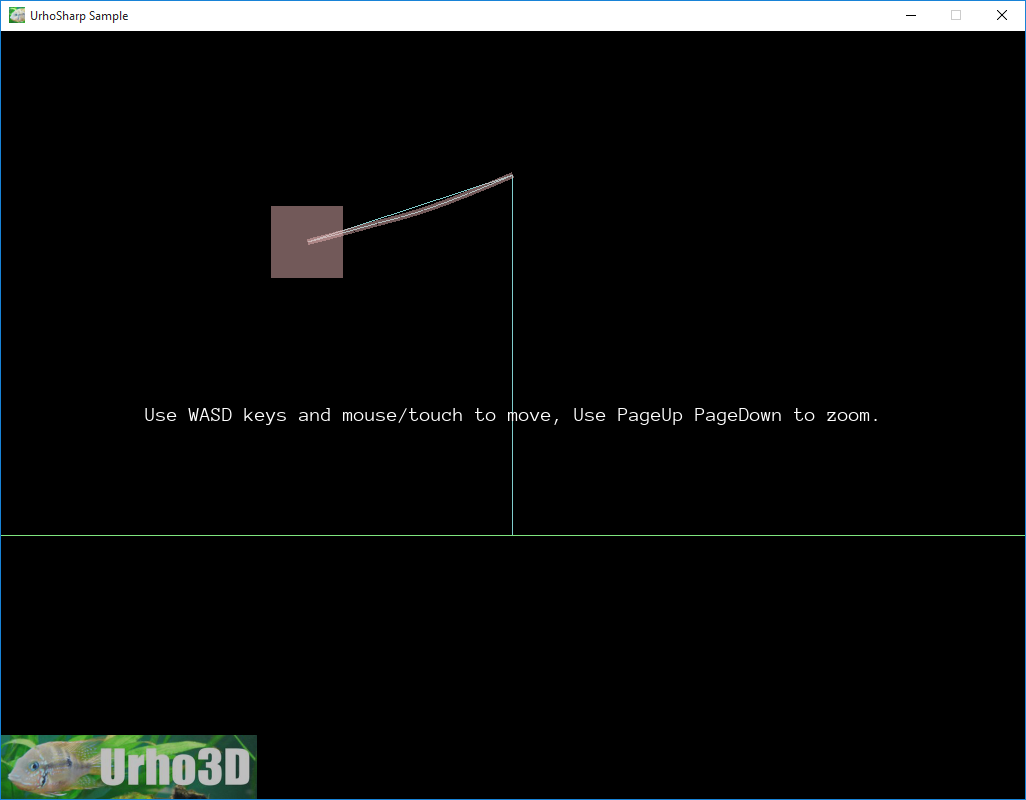 UrhoSharp Sample
Use WASD keys and mouse/touch to move, Use PageUp PageDown to zoom.
Urho3D